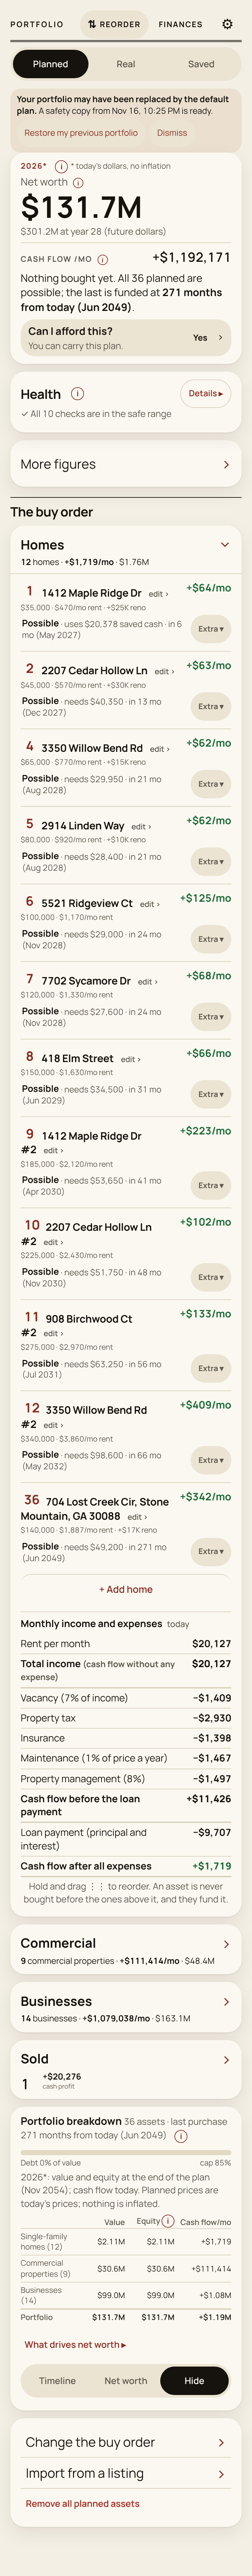 PORTFOLIO ⇅ REORDER FINANCES ⚙
Planned Real Saved
Your portfolio may have been replaced by the default
plan. A safety copy from Nov 16, 10:25 PM is ready.
Restore my previous portfolio Dismiss
2026* ⓘ * today's dollars, no inflation
Net worth ⓘ
$131.7M
$301.2M at year 28 (future dollars)
CASH FLOW /MO ⓘ +$1,192,171
Nothing bought yet. All 36 planned are
possible; the last is funded at 271 months
from today (Jun 2049).
Can I afford this?
You can carry this plan.
Yes ›
Health ⓘ Details ▸
✓ All 10 checks are in the safe range
More figures ›
The buy order
Homes
12 homes · +$1,719/mo · $1.76M
1 1412 Maple Ridge Dr edit › +$64/mo
$35,000 · $470/mo rent · +$25K reno
Possible · uses $20,378 saved cash · in 6
mo (May 2027)
Extra ▾
2 2207 Cedar Hollow Ln edit › +$63/mo
$45,000 · $570/mo rent · +$30K reno
Possible · needs $40,350 · in 13 mo
(Dec 2027)
Extra ▾
4 3350 Willow Bend Rd edit › +$62/mo
$65,000 · $770/mo rent · +$15K reno
Possible · needs $29,950 · in 21 mo
(Aug 2028)
Extra ▾
5 2914 Linden Way edit › +$62/mo
$80,000 · $920/mo rent · +$10K reno
Possible · needs $28,400 · in 21 mo
(Aug 2028)
Extra ▾
6 5521 Ridgeview Ct edit › +$125/mo
$100,000 · $1,170/mo rent
Possible · needs $29,000 · in 24 mo
(Nov 2028)
Extra ▾
7 7702 Sycamore Dr edit › +$68/mo
$120,000 · $1,330/mo rent
Possible · needs $27,600 · in 24 mo
(Nov 2028)
Extra ▾
8 418 Elm Street edit › +$66/mo
$150,000 · $1,630/mo rent
Possible · needs $34,500 · in 31 mo
(Jun 2029)
Extra ▾
9 1412 Maple Ridge Dr +$223/mo
#2 edit ›
$185,000 · $2,120/mo rent
Possible · needs $53,650 · in 41 mo
(Apr 2030)
Extra ▾
10 2207 Cedar Hollow Ln +$102/mo
#2 edit ›
$225,000 · $2,430/mo rent
Possible · needs $51,750 · in 48 mo
(Nov 2030)
Extra ▾
11 908 Birchwood Ct +$133/mo
#2 edit ›
$275,000 · $2,970/mo rent
Possible · needs $63,250 · in 56 mo
(Jul 2031)
Extra ▾
12 3350 Willow Bend Rd +$409/mo
#2 edit ›
$340,000 · $3,860/mo rent
Possible · needs $98,600 · in 66 mo
(May 2032)
Extra ▾
36 704 Lost Creek Cir, Stone +$342/mo
Mountain, GA 30088 edit ›
$140,000 · $1,887/mo rent · +$17K reno
Possible · needs $49,200 · in 271 mo
(Jun 2049)
Extra ▾
+ Add home
Monthly income and expenses today
Rent per month $20,127
Total income (cash flow without any $20,127
expense)
Vacancy (7% of income) −$1,409
Property tax −$2,930
Insurance −$1,398
Maintenance (1% of price a year) −$1,467
Property management (8%) −$1,497
Cash flow before the loan +$11,426
payment
Loan payment (principal and −$9,707
interest)
Cash flow after all expenses +$1,719
Hold and drag ⋮⋮ to reorder. An asset is never
bought before the ones above it, and they fund it.
Commercial ›
9 commercial properties · +$111,414/mo · $48.4M
Businesses ›
14 businesses · +$1,079,038/mo · $163.1M
Sold ›
1 +$20,276
cash profit
Portfolio breakdown 36 assets · last purchase
271 months from today (Jun 2049) ⓘ
Debt 0% of value cap 85%
2026*: value and equity at the end of the plan
(Nov 2054); cash flow today. Planned prices are
today's prices; nothing is inflated.
Value Equity ⓘ Cash flow/mo
Single-family $2.11M $2.11M +$1,719
homes (12)
Commercial $30.6M $30.6M +$111,414
properties (9)
Businesses $99.0M $99.0M +$1.08M
(14)
Portfolio $131.7M $131.7M +$1.19M
What drives net worth ▸
Timeline Net worth Hide
Change the buy order ›
Import from a listing ›
Remove all planned assets